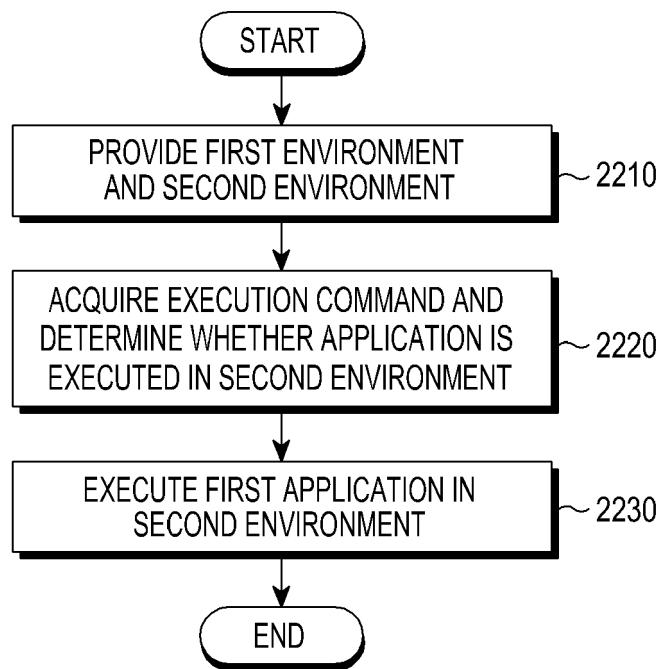 START
PROVIDE FIRST ENVIRONMENT
AND SECOND ENVIRONMENT
2210
ACQUIRE EXECUTION COMMAND AND
DETERMINE WHETHER APPLICATION IS
EXECUTED IN SECOND ENVIRONMENT
2220
EXECUTE FIRST APPLICATION IN
SECOND ENVIRONMENT
2230
END